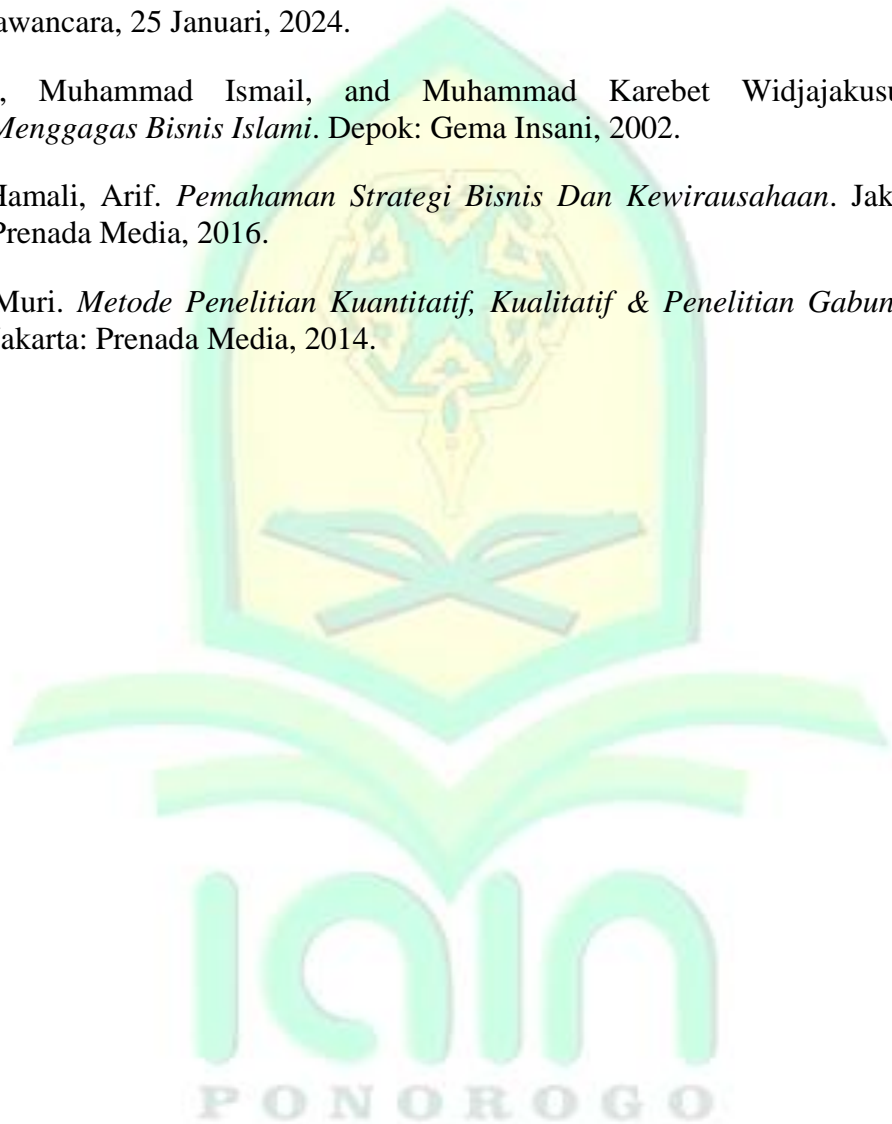 awancara, 25 Januari, 2024.
, Muhammad Ismail, and Muhammad Karebet Widjajakusu
Menggagas Bisnis Islami. Depok: Gema Insani, 2002.
Hamali, Arif. Pemahaman Strategi Bisnis Dan Kewirausahaan. Jak
Prenada Media, 2016.
Muri. Metode Penelitian Kuantitatif, Kualitatif & Penelitian Gabun
Jakarta: Prenada Media, 2014.
iain
PONOROGO